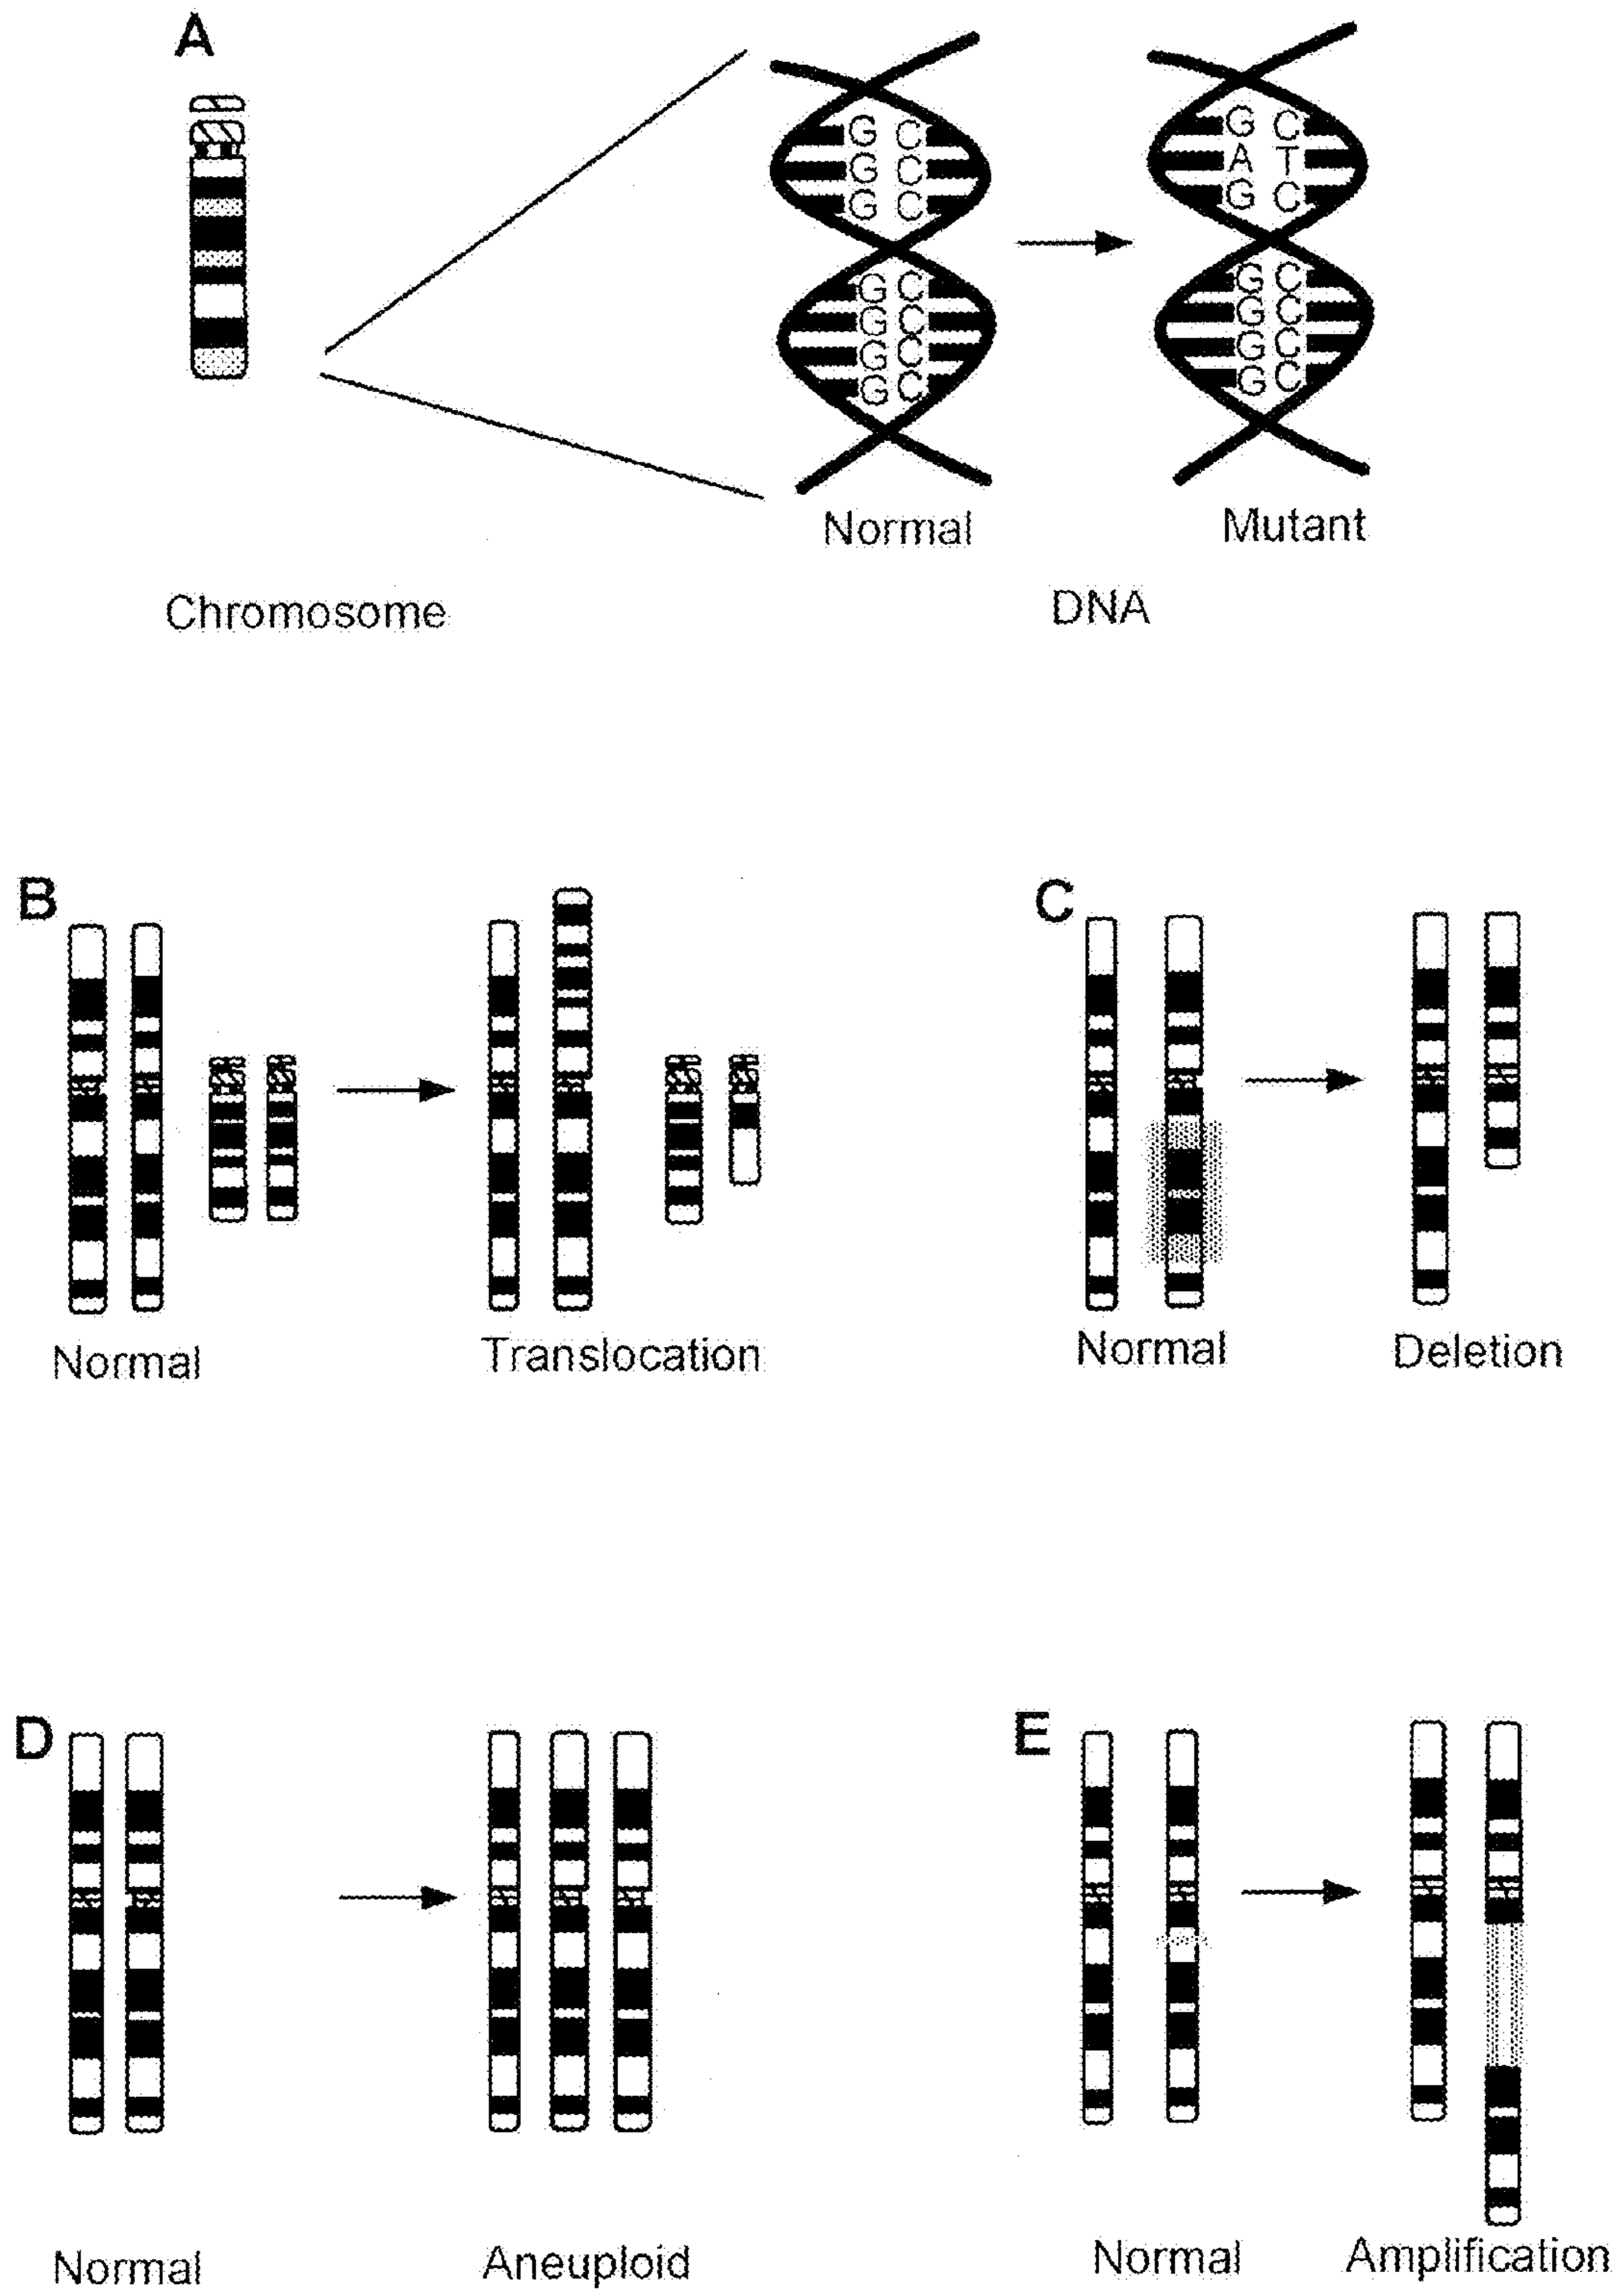 A
G C
G C
G C
G C
G C
G C
G C
Normal
G C
A T
G C
G C
G C
G C
G C
Mutant
Chromosome
DNA
B
Normal
Translocation
C
Normal
Deletion
D
Normal
Aneuploid
E
Normal
Amplification